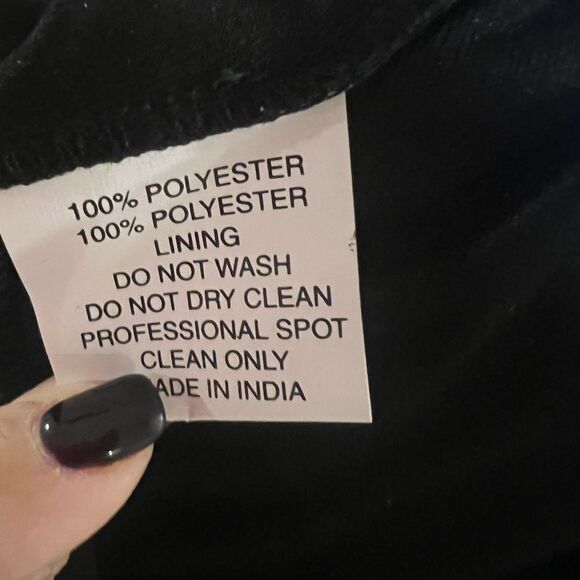 100% POLYESTER
100% POLYESTER
LINING
DO NOT WASH
DO NOT DRY CLEAN
PROFESSIONAL SPOT
CLEAN ONLY
ADE IN INDIA